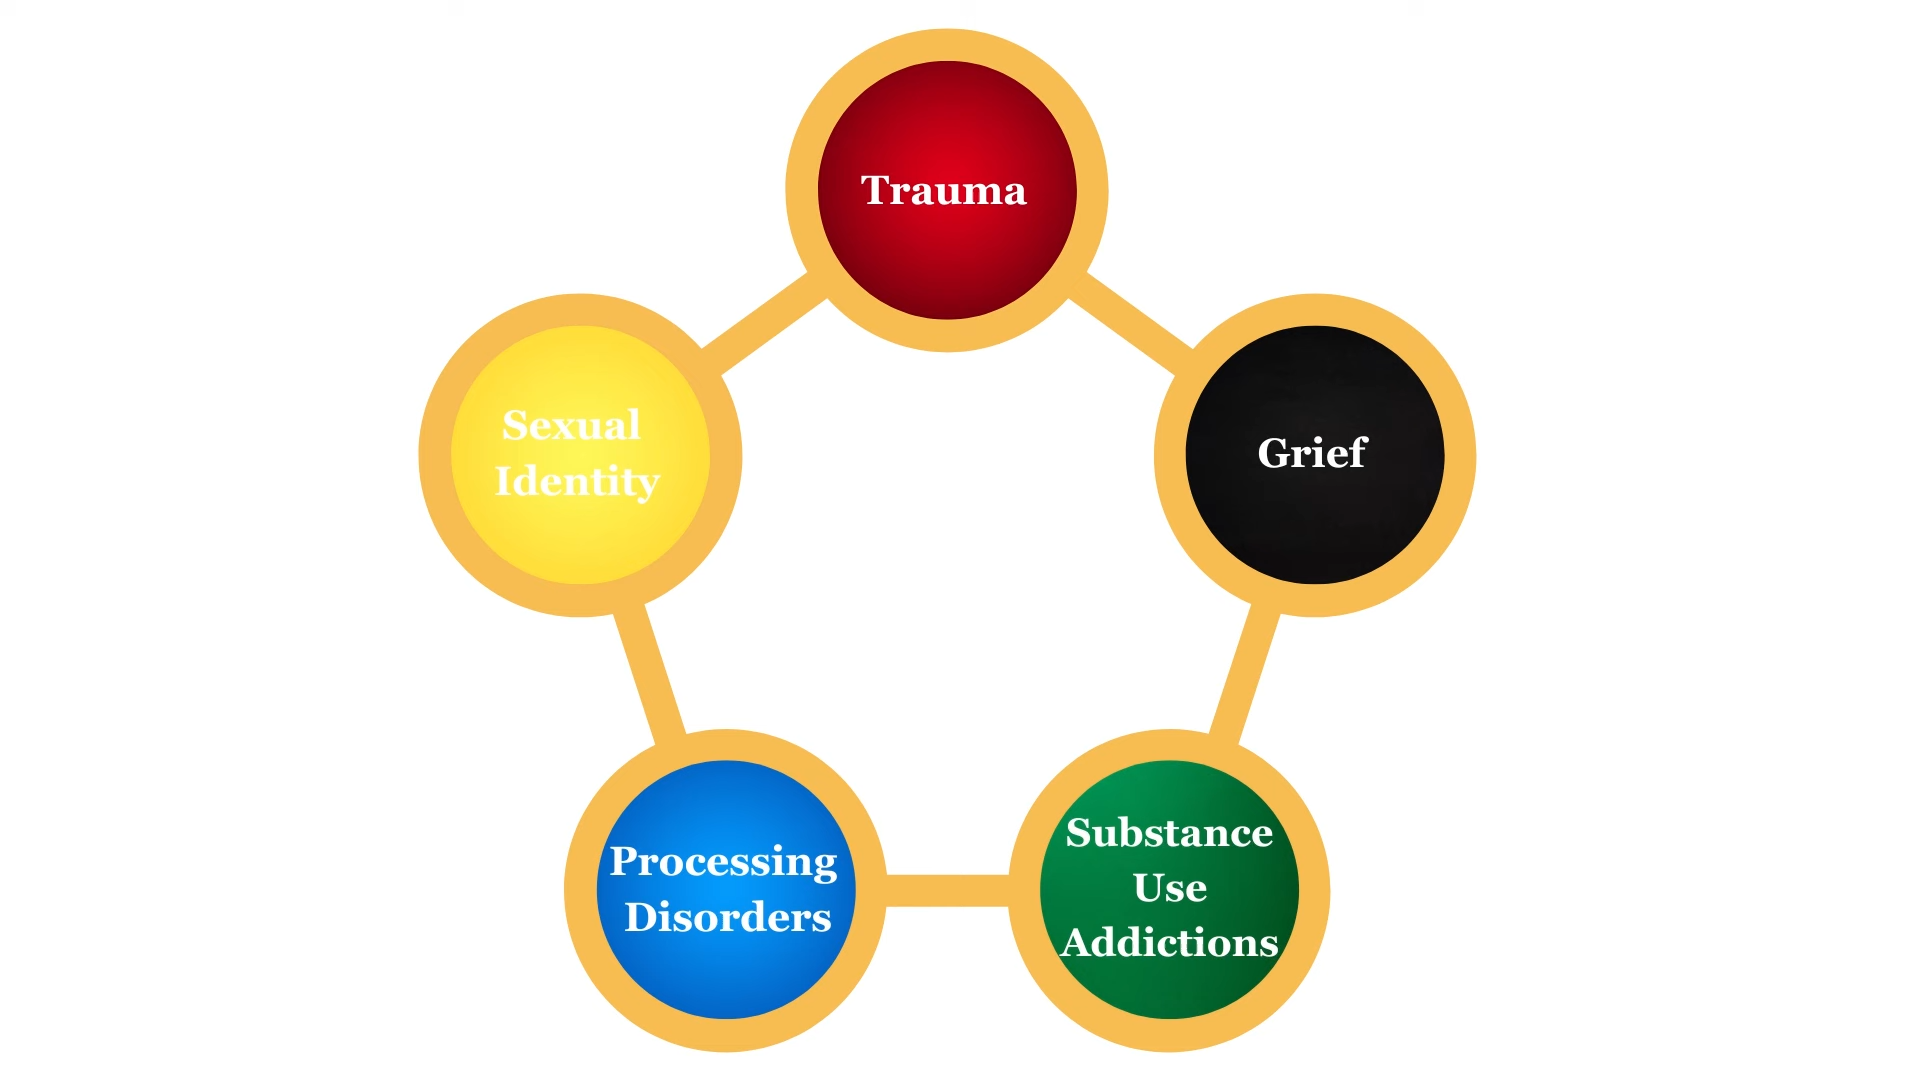 Trauma
Sexual
Identity
Grief
Processing
Disorders
Substance
Use
Addictions